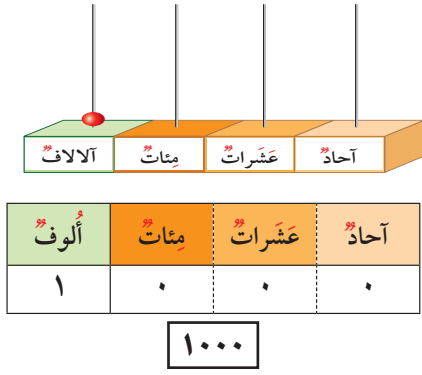 آحادٌ عَشَراتٌ مِئاتٌ آلالافٌ
آحادٌ عَشَراتٌ مِئاتٌ أُلوفٌ
٠ ٠ ٠ ١
١٠٠٠